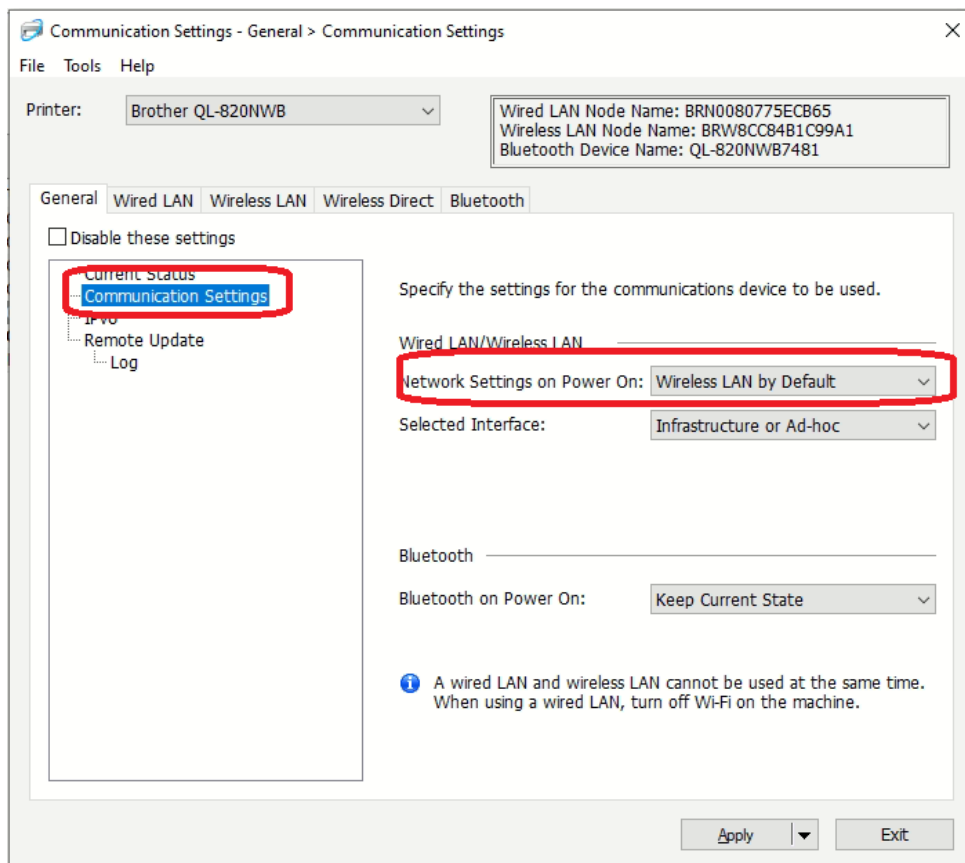 Communication Settings - General > Communication Settings
File Tools Help
Printer: Brother QL-820NWB
Wired LAN Node Name: BRN0080775ECB65
Wireless LAN Node Name: BRW8CC84B1C99A1
Bluetooth Device Name: QL-820NWB7481
General Wired LAN Wireless LAN Wireless Direct Bluetooth
Disable these settings
Current Status
Communication Settings
IPv6
Remote Update
Log
Specify the settings for the communications device to be used.
Wired LAN/Wireless LAN
Network Settings on Power On: Wireless LAN by Default
Selected Interface: Infrastructure or Ad-hoc
Bluetooth
Bluetooth on Power On: Keep Current State
A wired LAN and wireless LAN cannot be used at the same time.
When using a wired LAN, turn off Wi-Fi on the machine.
Apply Exit